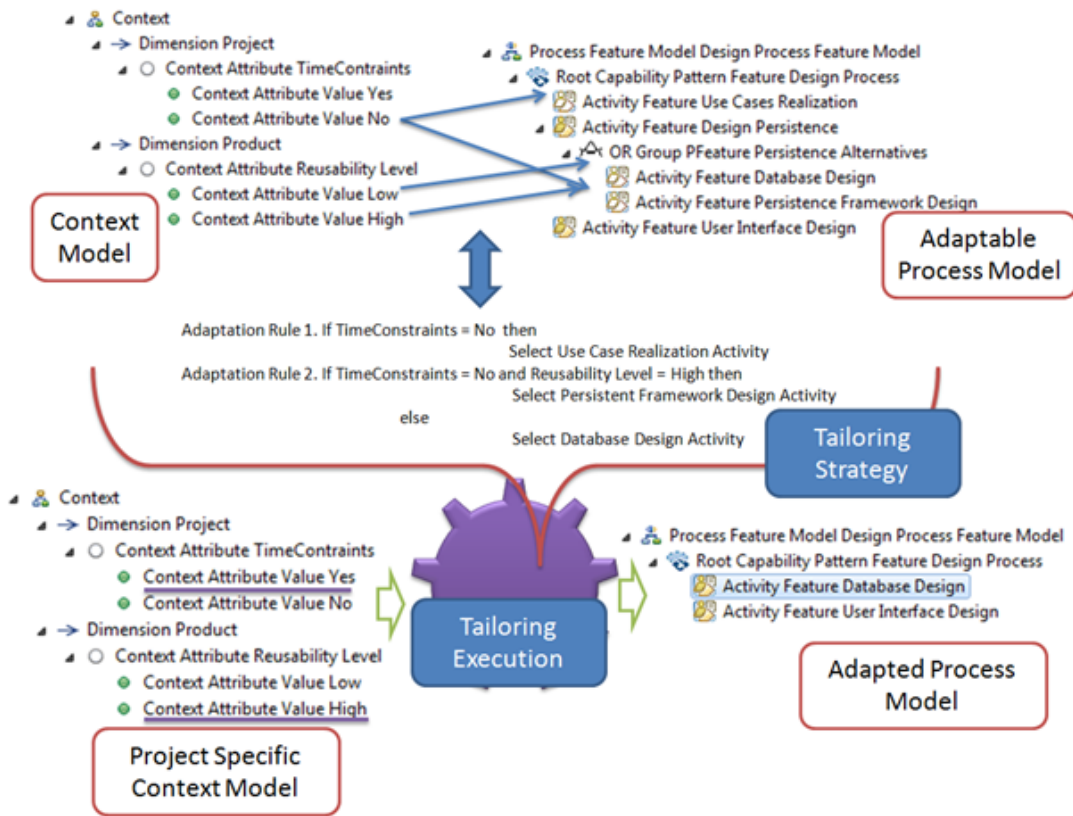 Context
Dimension Project
Context Attribute TimeContraints
Context Attribute Value Yes
Context Attribute Value No
Dimension Product
Context Attribute Reusability Level
Context Attribute Value Low
Context Attribute Value High
Context
Model
Process Feature Model Design Process Feature Model
Root Capability Pattern Feature Design Process
Activity Feature Use Cases Realization
Activity Feature Design Persistence
OR Group PFeature Persistence Alternatives
Activity Feature Database Design
Activity Feature Persistence Framework Design
Activity Feature User Interface Design
Adaptable
Process Model
Adaptation Rule 1. If TimeConstraints = No then
Select Use Case Realization Activity
Adaptation Rule 2. If TimeConstraints = No and Reusability Level = High then
Select Persistent Framework Design Activity
else
Select Database Design Activity
Tailoring
Strategy
Context
Dimension Project
Context Attribute TimeContraints
Context Attribute Value Yes
Context Attribute Value No
Dimension Product
Context Attribute Reusability Level
Context Attribute Value Low
Context Attribute Value High
Project Specific
Context Model
Tailoring
Execution
Process Feature Model Design Process Feature Model
Root Capability Pattern Feature Design Process
Activity Feature Database Design
Activity Feature User Interface Design
Adapted Process
Model